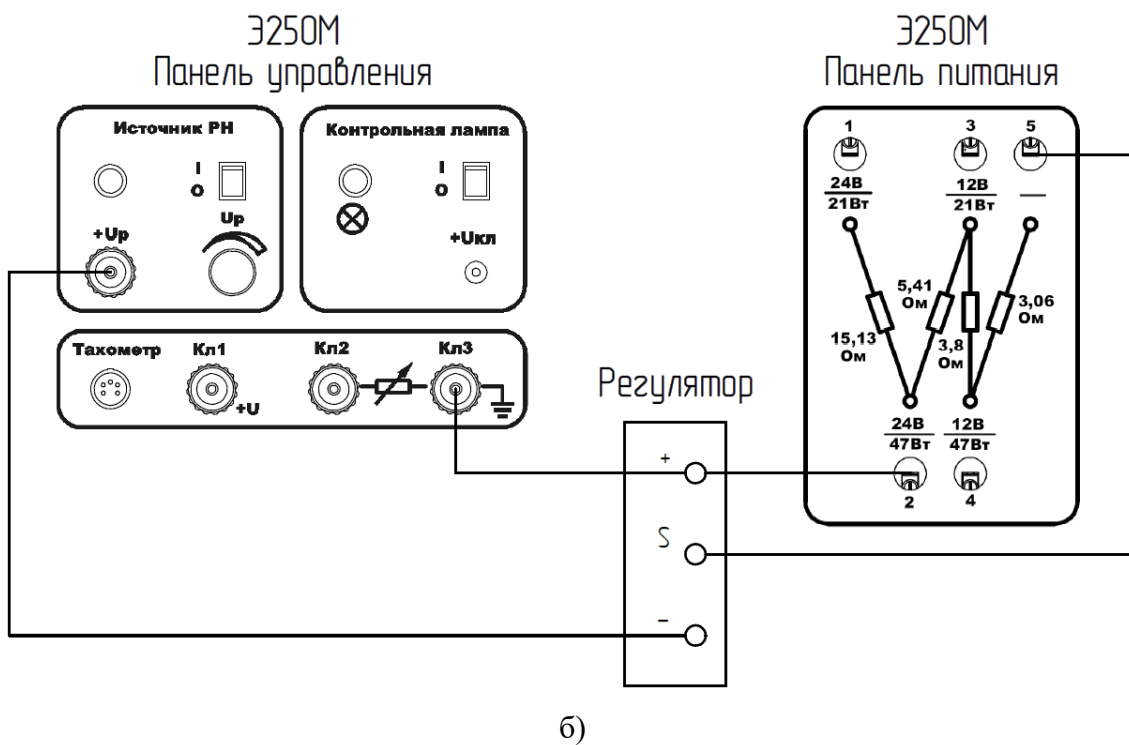 Э250М
Панель управления
Э250М
Панель питания
Источник РН
I
O
Uр
+Uр
Контрольная лампа
I
O
+Uкл
Тахометр
Кл1
+U
Кл2
Кл3
Регулятор
+
S
-
1
3
5
24В
21Вт
12В
21Вт
—
15,13
Ом
5,41
Ом
3,8
Ом
3,06
Ом
24В
47Вт
12В
47Вт
2
4
б)